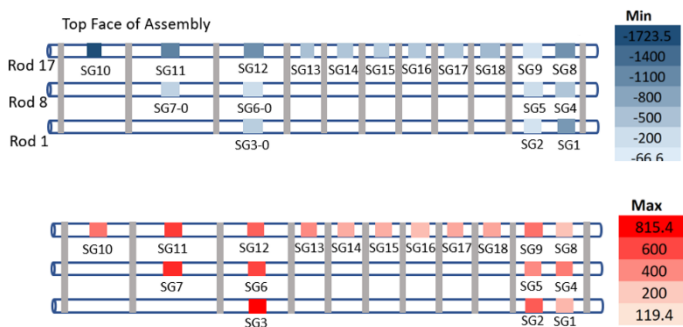 Top Face of Assembly
Min
-1723.5
-1400
-1100
-800
-500
-200
-66.6
Rod 17
SG10 SG11 SG12 SG13 SG14 SG15 SG16 SG17 SG18 SG9 SG8
Rod 8
SG7-0 SG6-0 SG5 SG4
Rod 1
SG3-0 SG2 SG1
Max
815.4
600
400
200
119.4
SG10 SG11 SG12 SG13 SG14 SG15 SG16 SG17 SG18 SG9 SG8
SG7 SG6 SG5 SG4
SG3 SG2 SG1